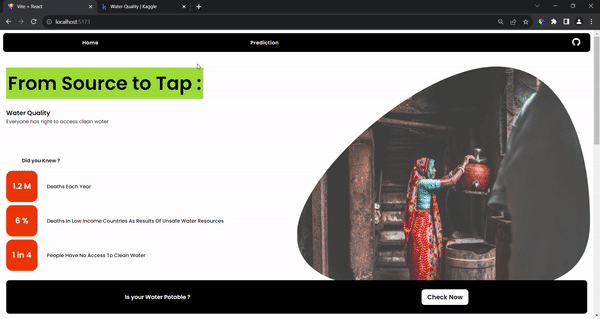 Vite + React
Water Quality | Kaggle
localhost:5173
Home
Prediction
From Source to Tap :
Water Quality
Everyone has right to access clean water
Did you Knew ?
1.2 M
Deaths Each Year
6 %
Deaths In Low Income Countries As Results Of Unsafe Water Resources
1 in 4
People Have No Access To Clean Water
Is your Water Potable ?
Check Now